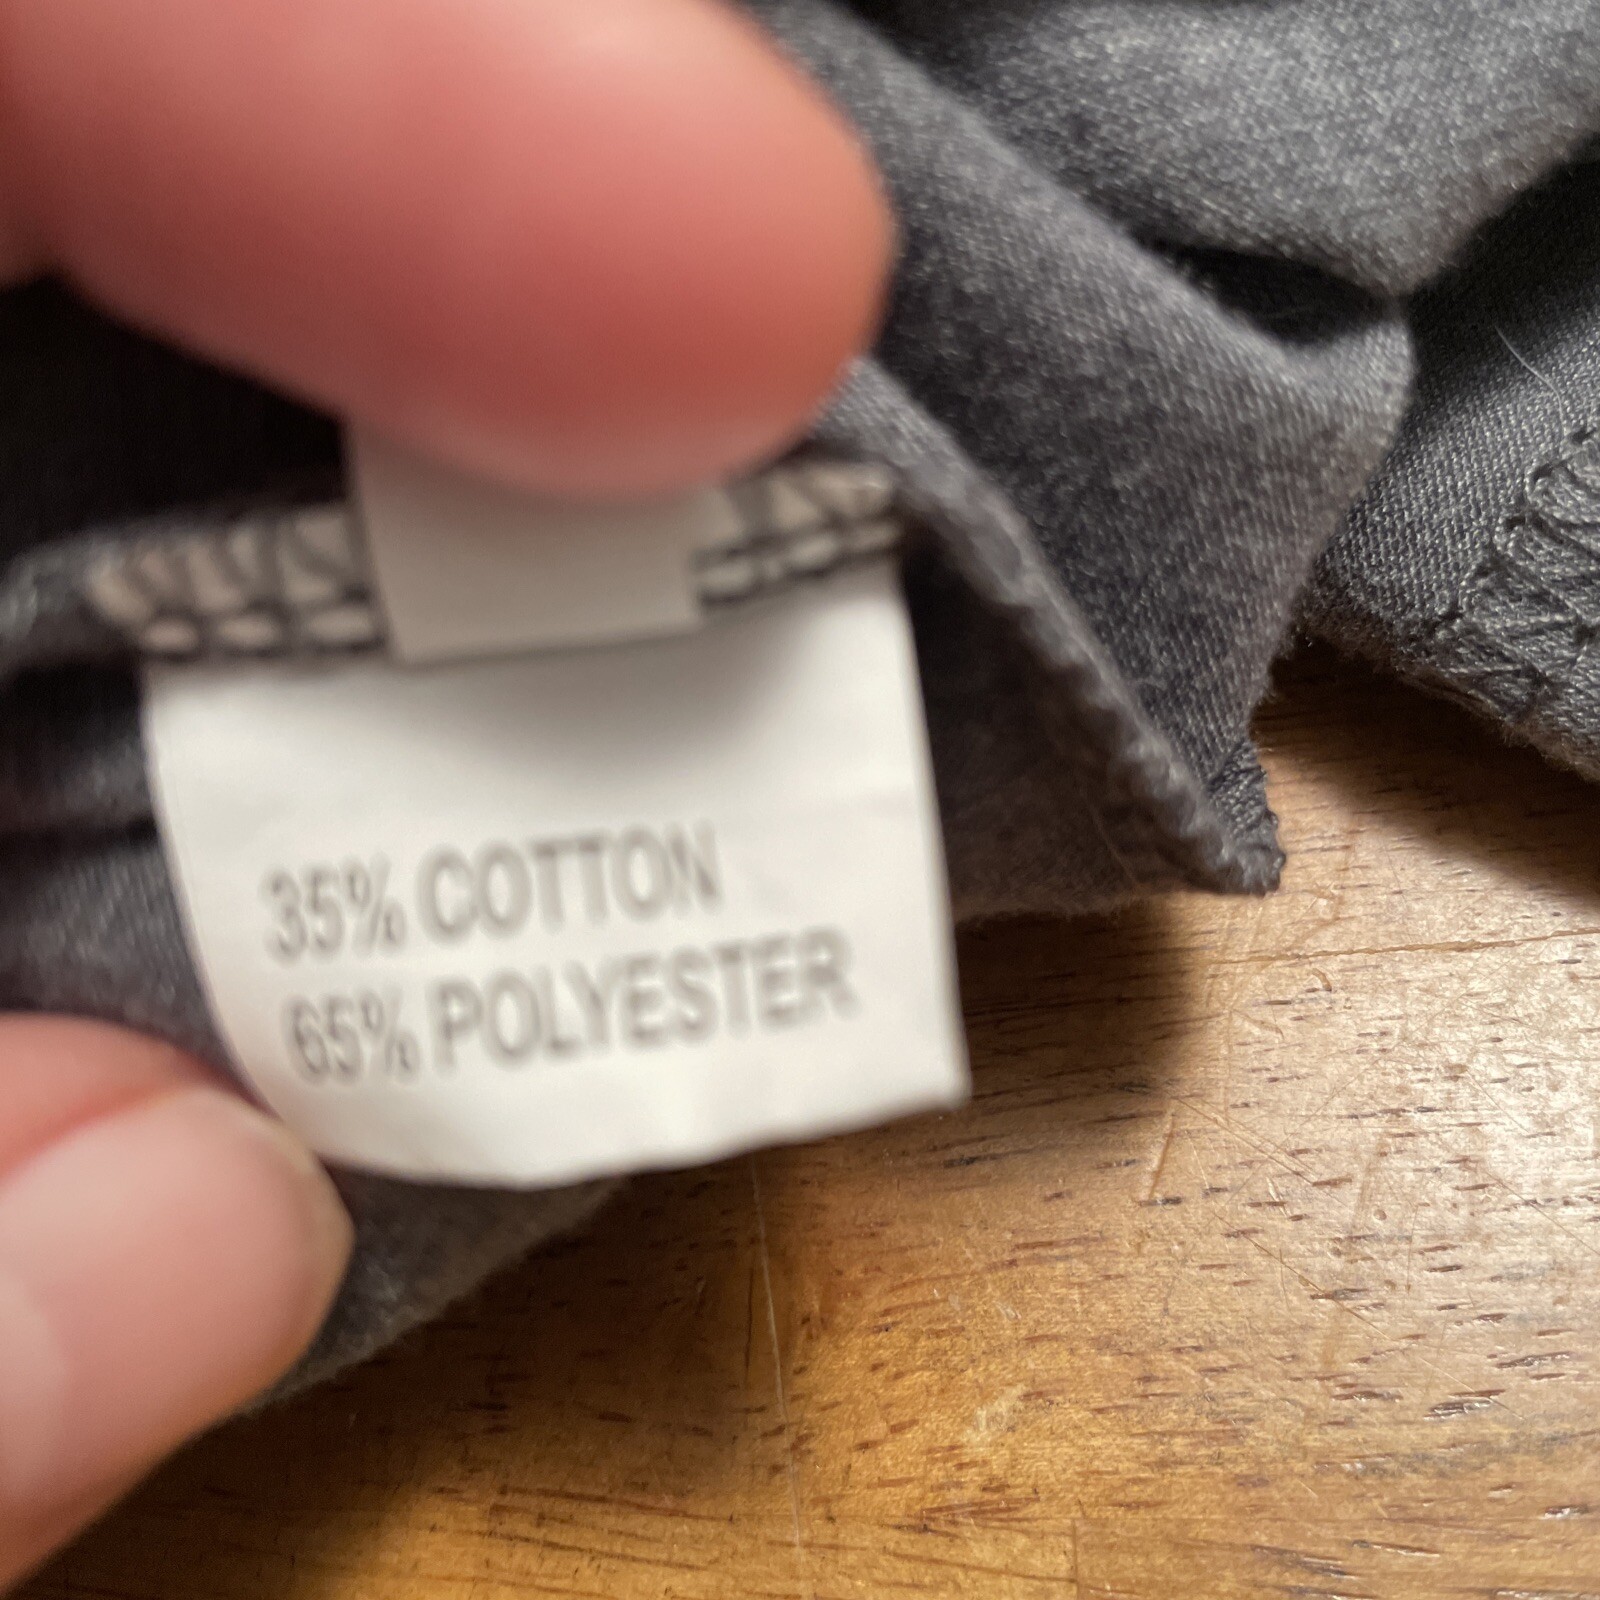 35% COTTON
65% POLYESTER